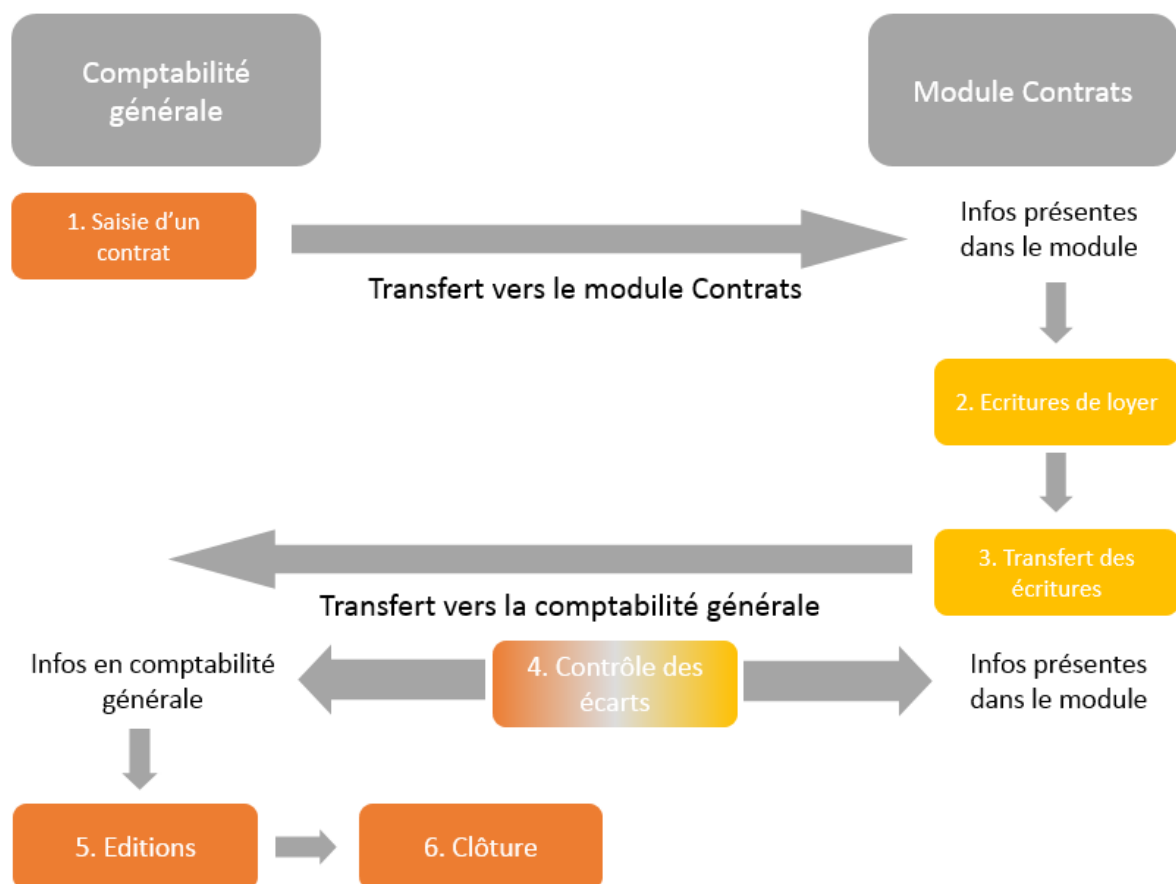 Comptabilité
générale
Module Contrats
1. Saisie d’un
contrat
Infos présentes
dans le module
Transfert vers le module Contrats
2. Ecritures de loyer
3. Transfert des
écritures
Transfert vers la comptabilité générale
Infos en comptabilité
générale
4. Contrôle des
écarts
Infos présentes
dans le module
5. Editions
6. Clôture